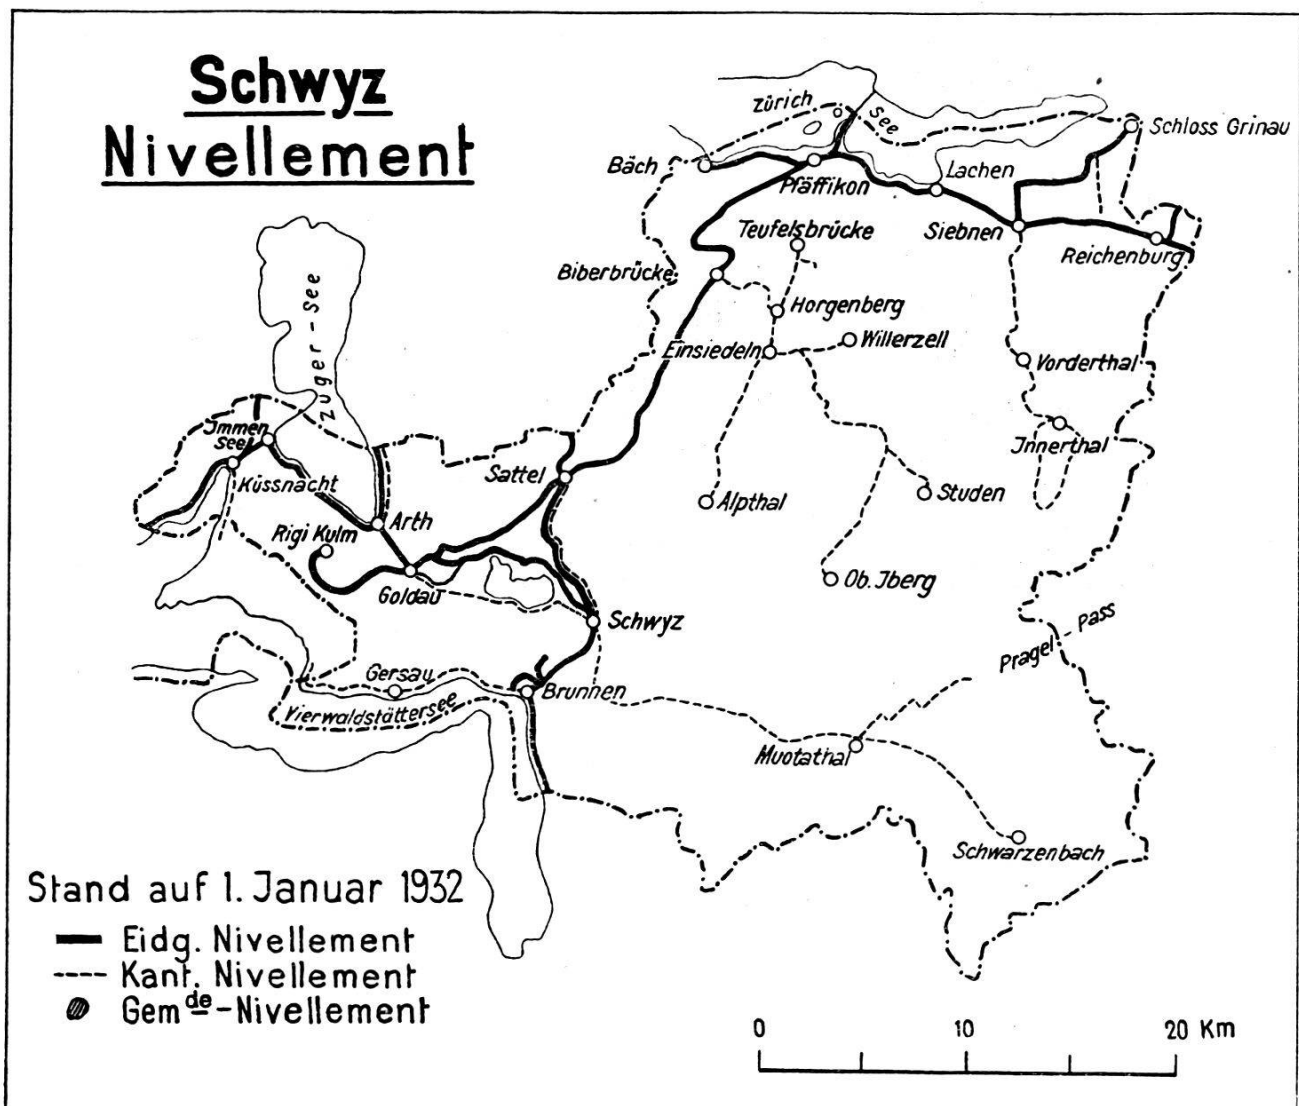 Schwyz
Nivellement
Zürich
See
Schloss Grinau
Bäch
Pfäffikon
Lachen
Teufelsbrücke
Siebnen
Reichenburg
Biberbrücke
Horgenberg
Einsiedeln
Willerzell
Vorderthal
Zuger-See
Jmmen
see
Küssnacht
Sattel
Jnnerthal
Alpthal
Studen
Arth
Rigi Kulm
Goldau
Ob. Jberg
Schwyz
Pragel-Pass
Gersau
Brunnen
Vierwaldstättersee
Muotathal
Schwarzenbach
Stand auf 1. Januar 1932
Eidg. Nivellement
Kant. Nivellement
Gemde-Nivellement
0 10 20 Km